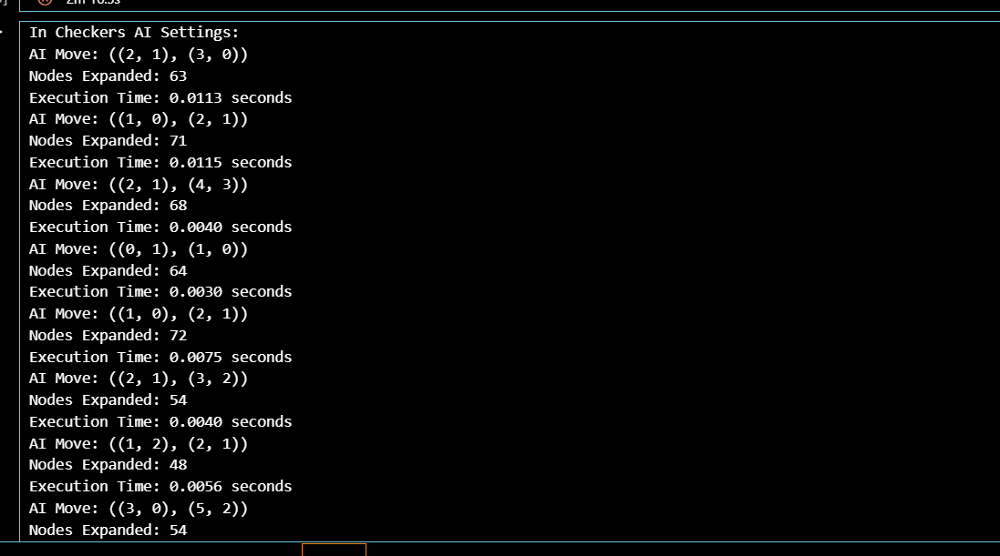 2m 16.5s
In Checkers AI Settings:
AI Move: ((2, 1), (3, 0))
Nodes Expanded: 63
Execution Time: 0.0113 seconds
AI Move: ((1, 0), (2, 1))
Nodes Expanded: 71
Execution Time: 0.0115 seconds
AI Move: ((2, 1), (4, 3))
Nodes Expanded: 68
Execution Time: 0.0040 seconds
AI Move: ((0, 1), (1, 0))
Nodes Expanded: 64
Execution Time: 0.0030 seconds
AI Move: ((1, 0), (2, 1))
Nodes Expanded: 72
Execution Time: 0.0075 seconds
AI Move: ((2, 1), (3, 2))
Nodes Expanded: 54
Execution Time: 0.0040 seconds
AI Move: ((1, 2), (2, 1))
Nodes Expanded: 48
Execution Time: 0.0056 seconds
AI Move: ((3, 0), (5, 2))
Nodes Expanded: 54